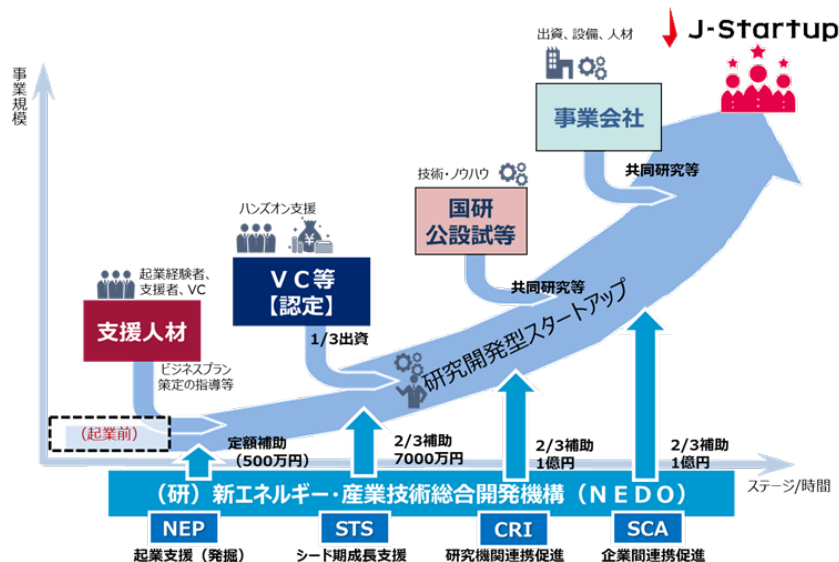 J-Startup
出資、設備、人材
事業規模
事業会社
共同研究等
技術・ノウハウ
国研
公設試等
共同研究等
ハンズオン支援
VC等
【認定】
1/3出資
起業経験者、
支援者、VC
支援人材
ビジネスプラン
策定の指導等
研究開発型スタートアップ
(起業前)
定額補助
(500万円)
2/3補助
7000万円
2/3補助
1億円
2/3補助
1億円
ステージ/時間
(研)新エネルギー・産業技術総合開発機構(NEDO)
NEP
STS
CRI
SCA
起業支援(発掘)
シード期成長支援
研究機関連携促進
企業間連携促進